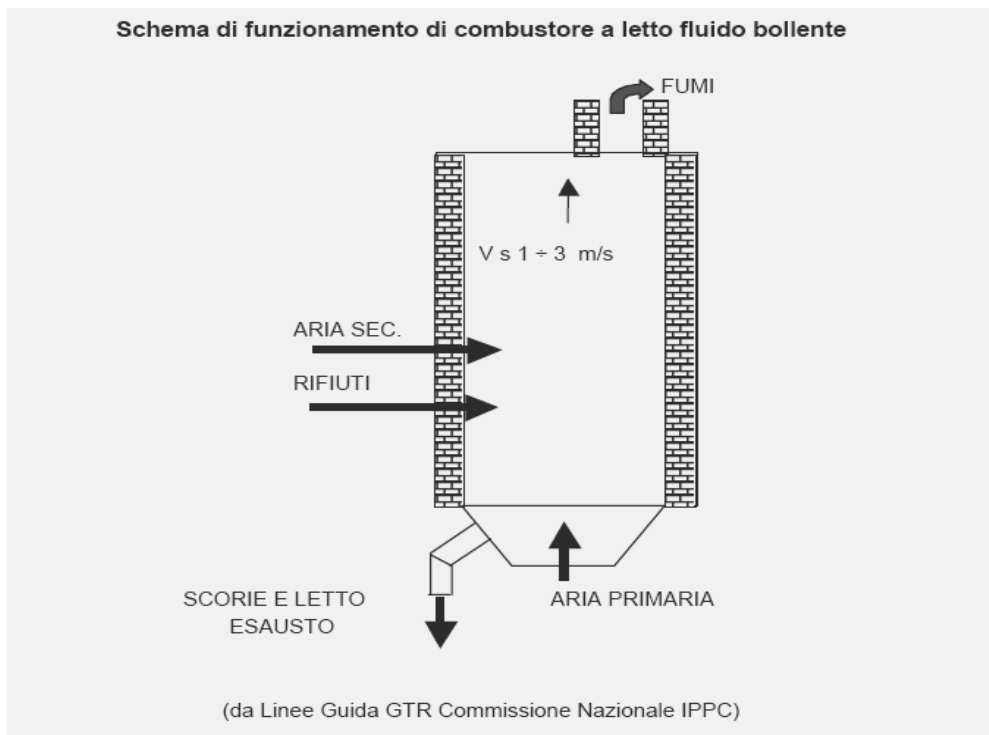 Schema di funzionamento di combustore a letto fluido bollente
FUMI
V s 1 ÷ 3 m/s
ARIA SEC.
RIFIUTI
SCORIE E LETTO
ESAUSTO
ARIA PRIMARIA
(da Linee Guida GTR Commissione Nazionale IPPC)